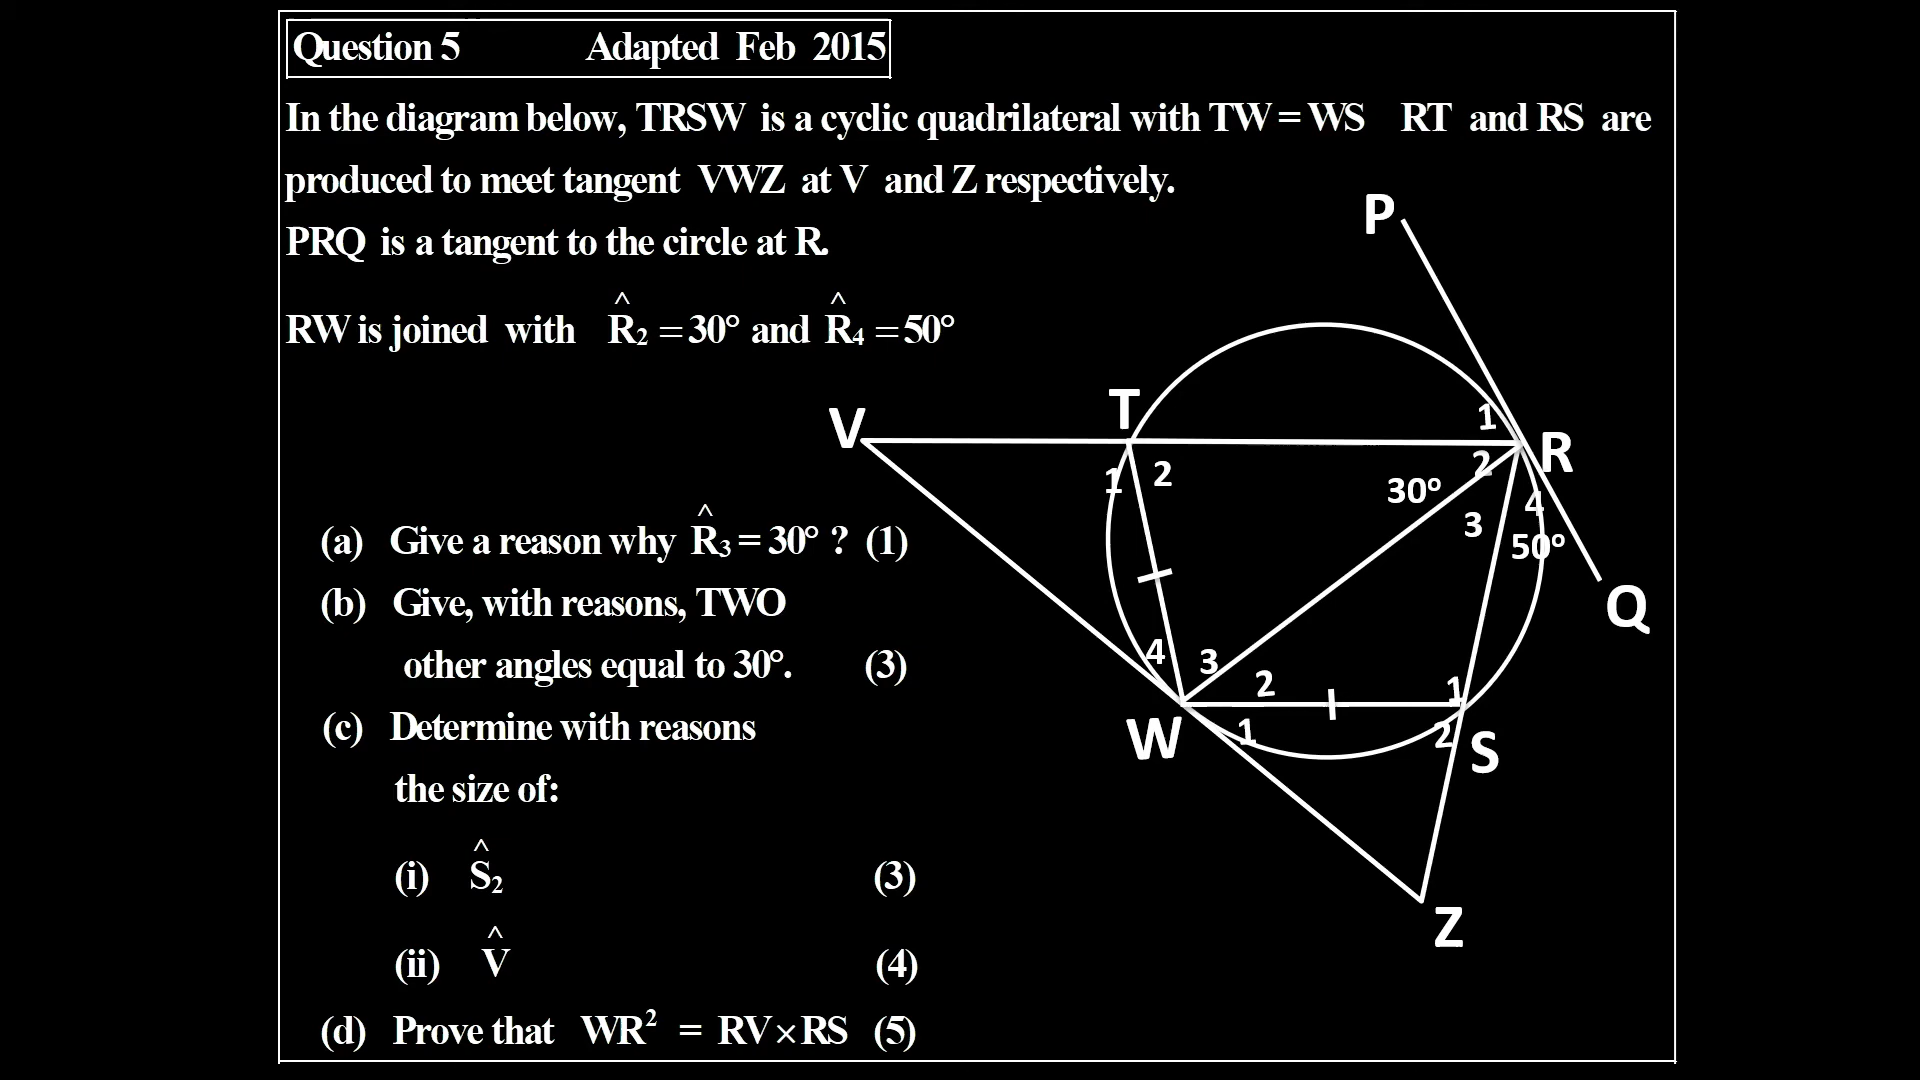 Question 5 Adapted Feb 2015
In the diagram below, TRSW is a cyclic quadrilateral with TW = WS RT and RS are
produced to meet tangent VWZ at V and Z respectively.
PRQ is a tangent to the circle at R.
RW is joined with R̂₂ = 30° and R̂₄ = 50°
(a) Give a reason why R̂₃ = 30° ? (1)
(b) Give, with reasons, TWO
other angles equal to 30°. (3)
(c) Determine with reasons
the size of:
(i) Ŝ₂ (3)
(ii) V̂ (4)
(d) Prove that WR² = RV×RS (5)
P
T
V
1
R
1 2
2
30º
4
3
50º
Q
4 3
2
1
W
1
2
S
Z